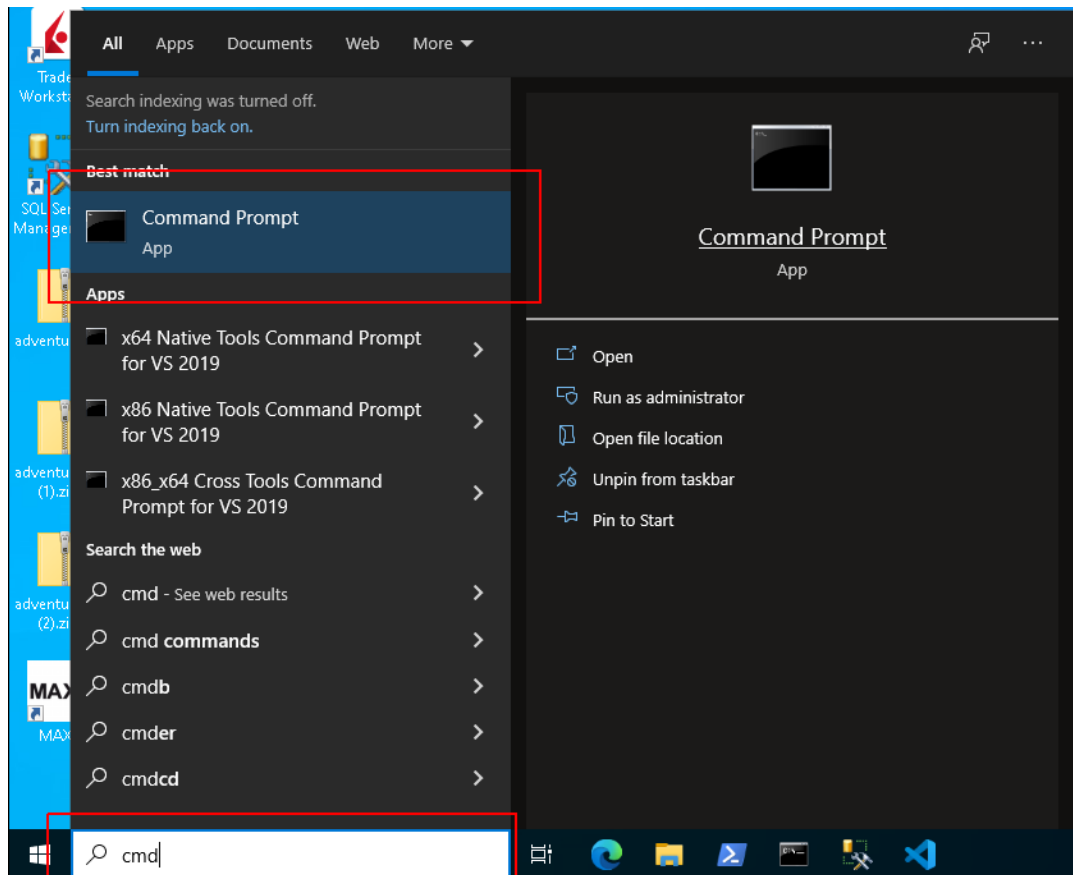 All Apps Documents Web More
Trade
Worksta
Search indexing was turned off.
Turn indexing back on.
Best match
SQL Ser
Manage
Command Prompt
App
Command Prompt
App
Apps
adventu
x64 Native Tools Command Prompt
for VS 2019
x86 Native Tools Command Prompt
for VS 2019
adventu
(1).zi
x86_x64 Cross Tools Command
Prompt for VS 2019
Open
Run as administrator
Open file location
Unpin from taskbar
Pin to Start
Search the web
adventu
(2).zi
cmd - See web results
cmd commands
cmdb
cmder
cmdcd
MAX
MAX
cmd